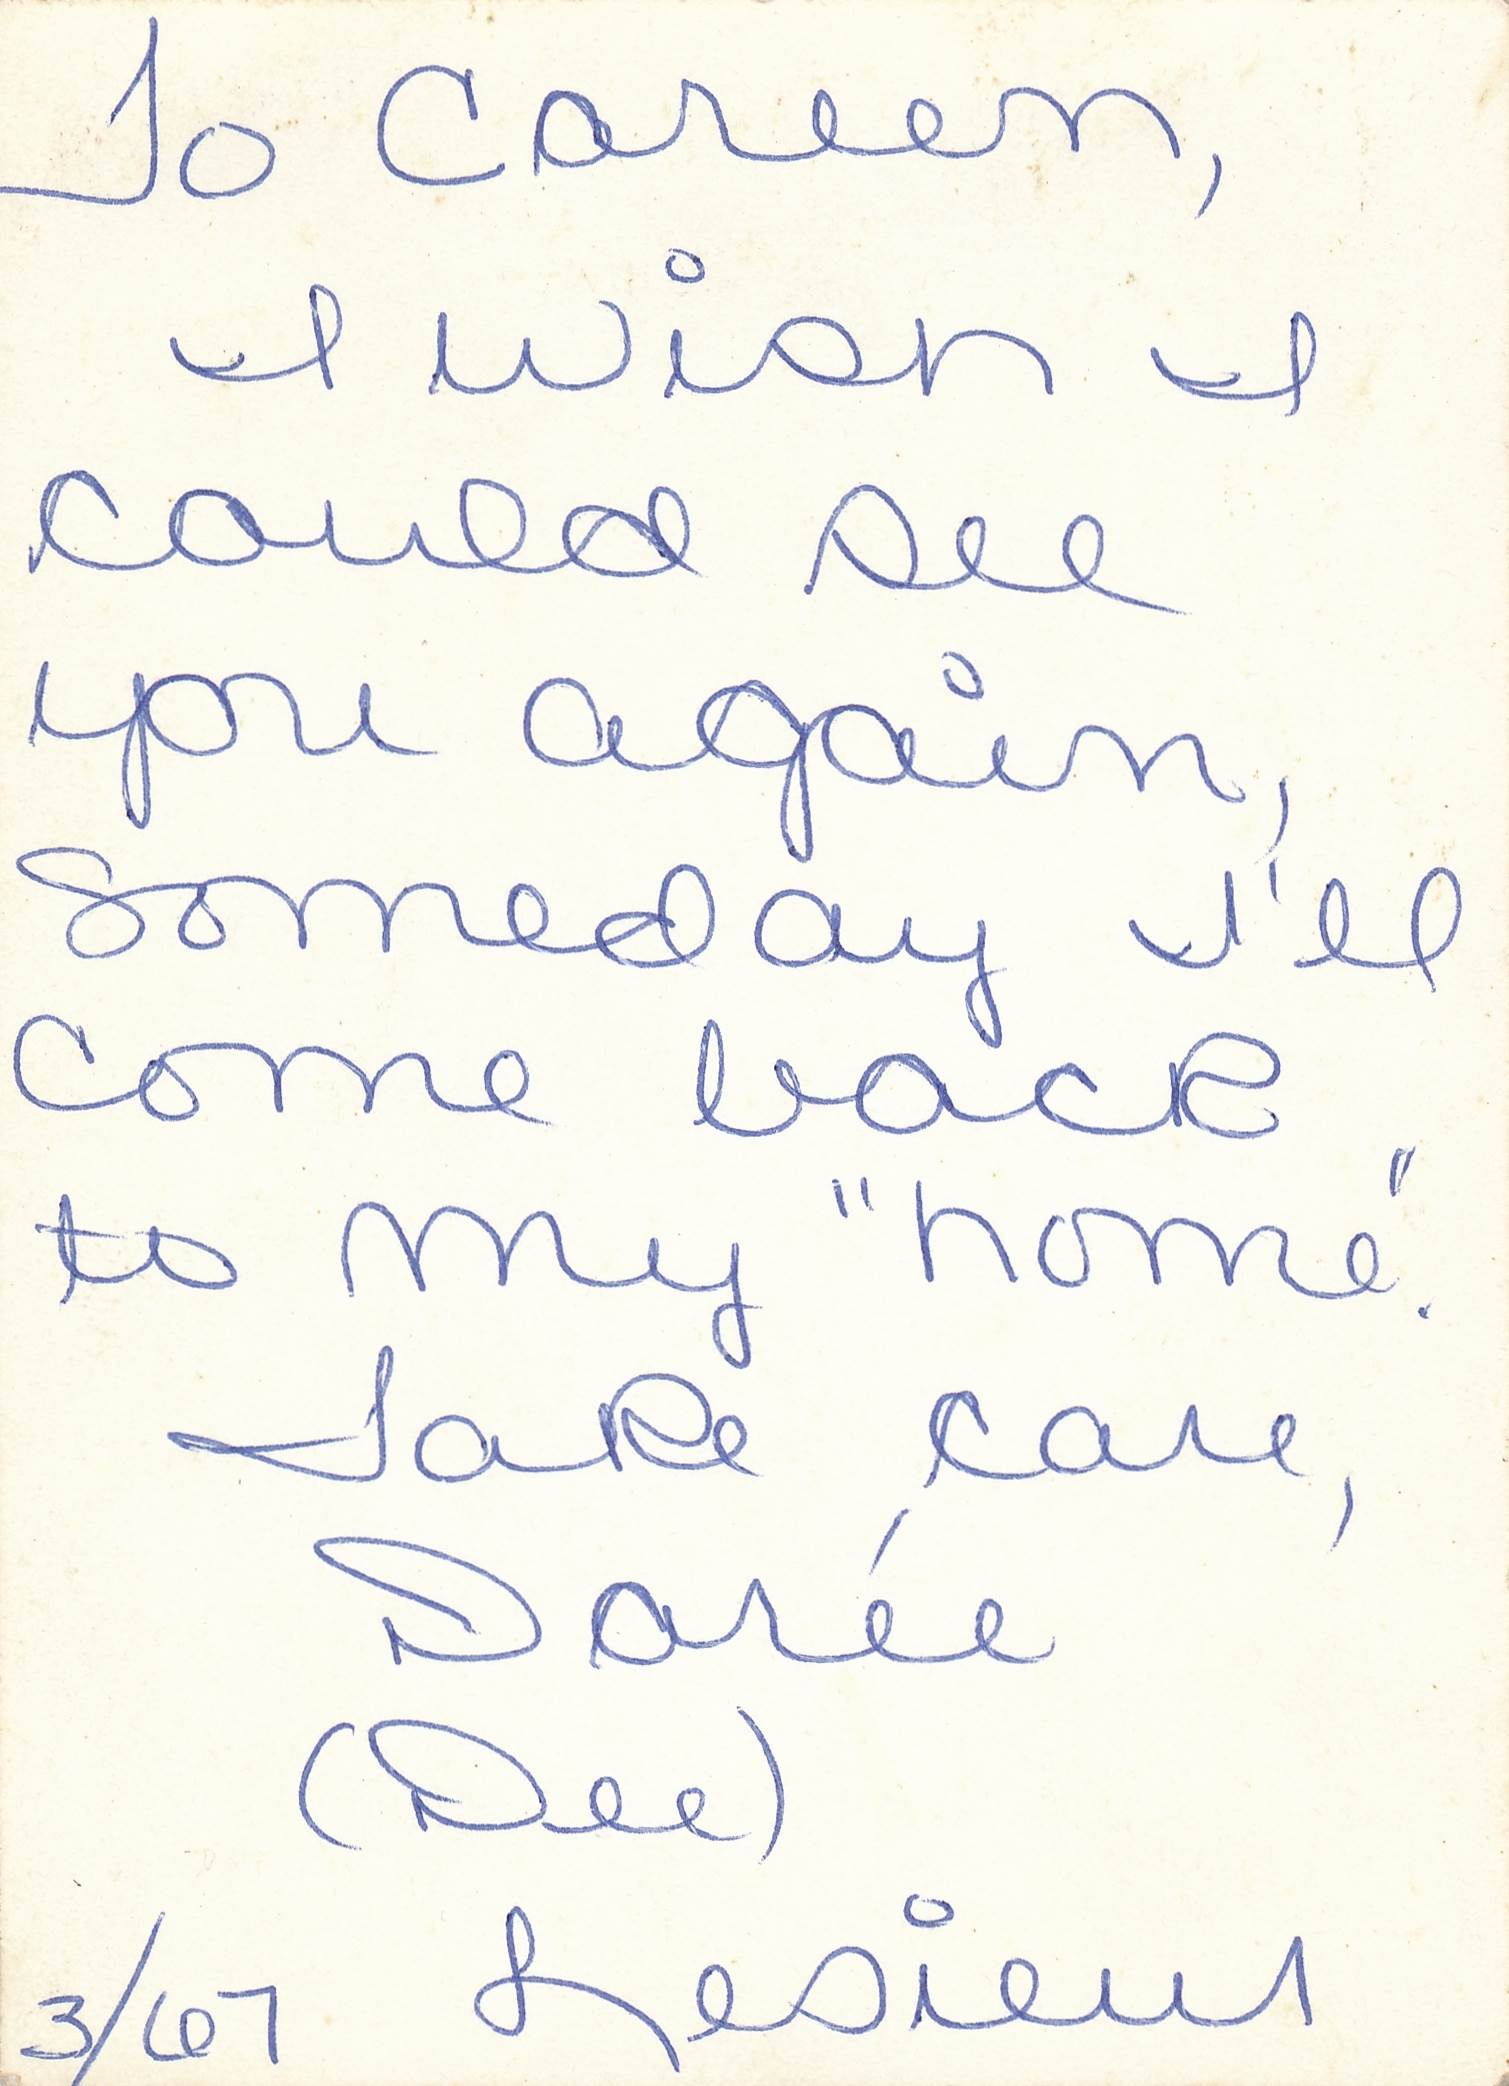 To Careen,
I wish I
could see
you again,
Someday I'll
come back
to my "home".
Take care,
Darée
(Dee)
3/67